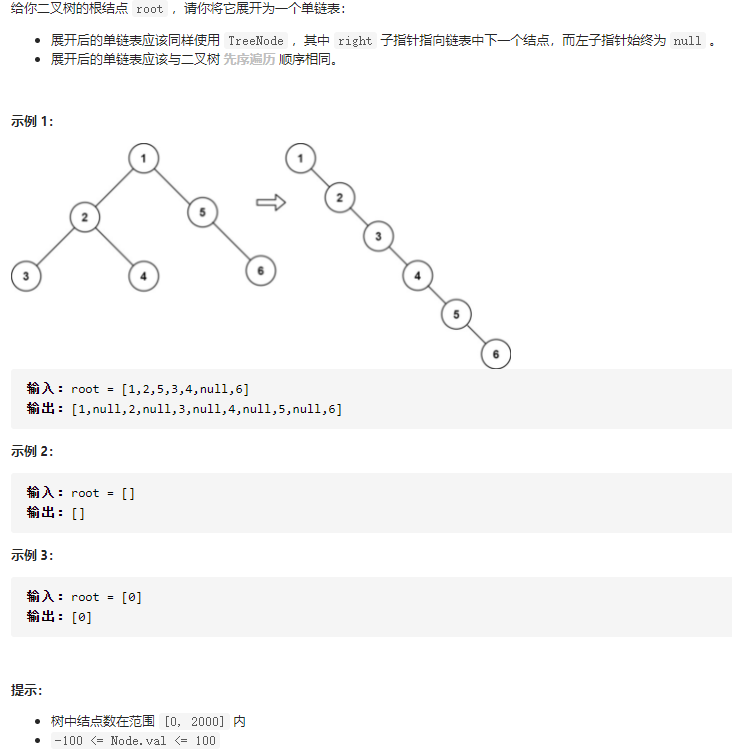 给你二叉树的根结点 root ，请你将它展开为一个单链表：
展开后的单链表应该同样使用 TreeNode ，其中 right 子指针指向链表中下一个结点，而左子指针始终为 null 。
展开后的单链表应该与二叉树 先序遍历 顺序相同。
示例 1：
1 1
2 5 2
3 4 6 3
4
5
6
输入：root = [1,2,5,3,4,null,6]
输出：[1,null,2,null,3,null,4,null,5,null,6]
示例 2：
输入：root = []
输出：[]
示例 3：
输入：root = [0]
输出：[0]
提示：
树中结点数在范围 [0, 2000] 内
-100 <= Node.val <= 100